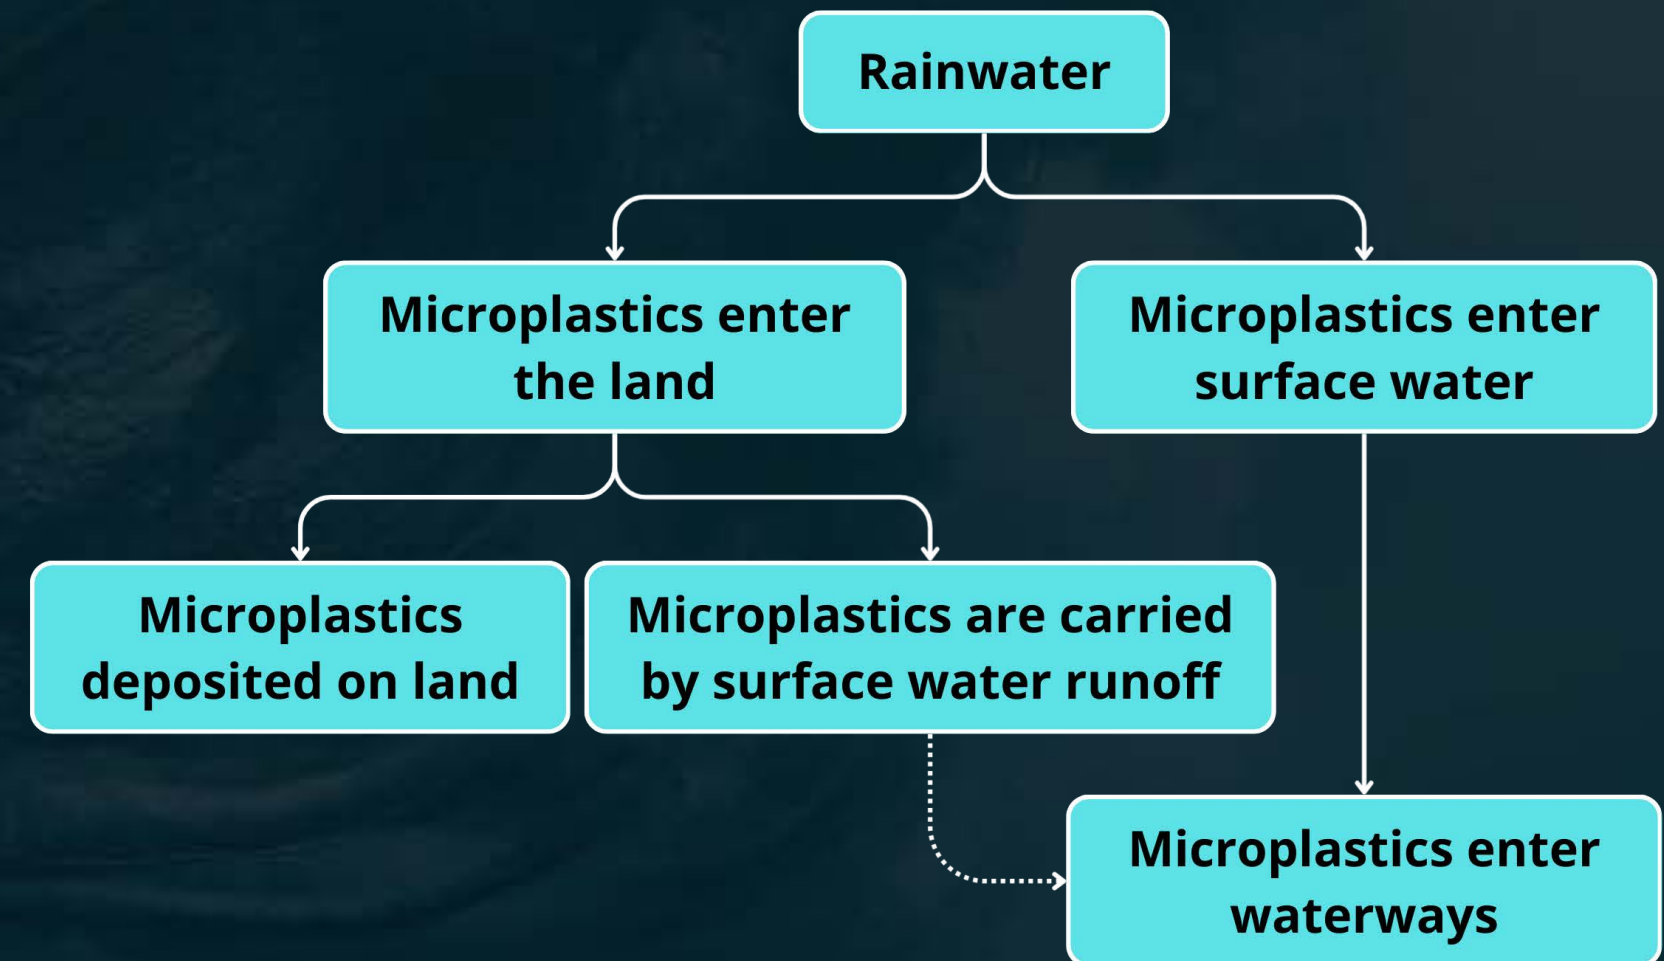 Rainwater
Microplastics enter
the land
Microplastics enter
surface water
Microplastics
deposited on land
Microplastics are carried
by surface water runoff
Microplastics enter
waterways